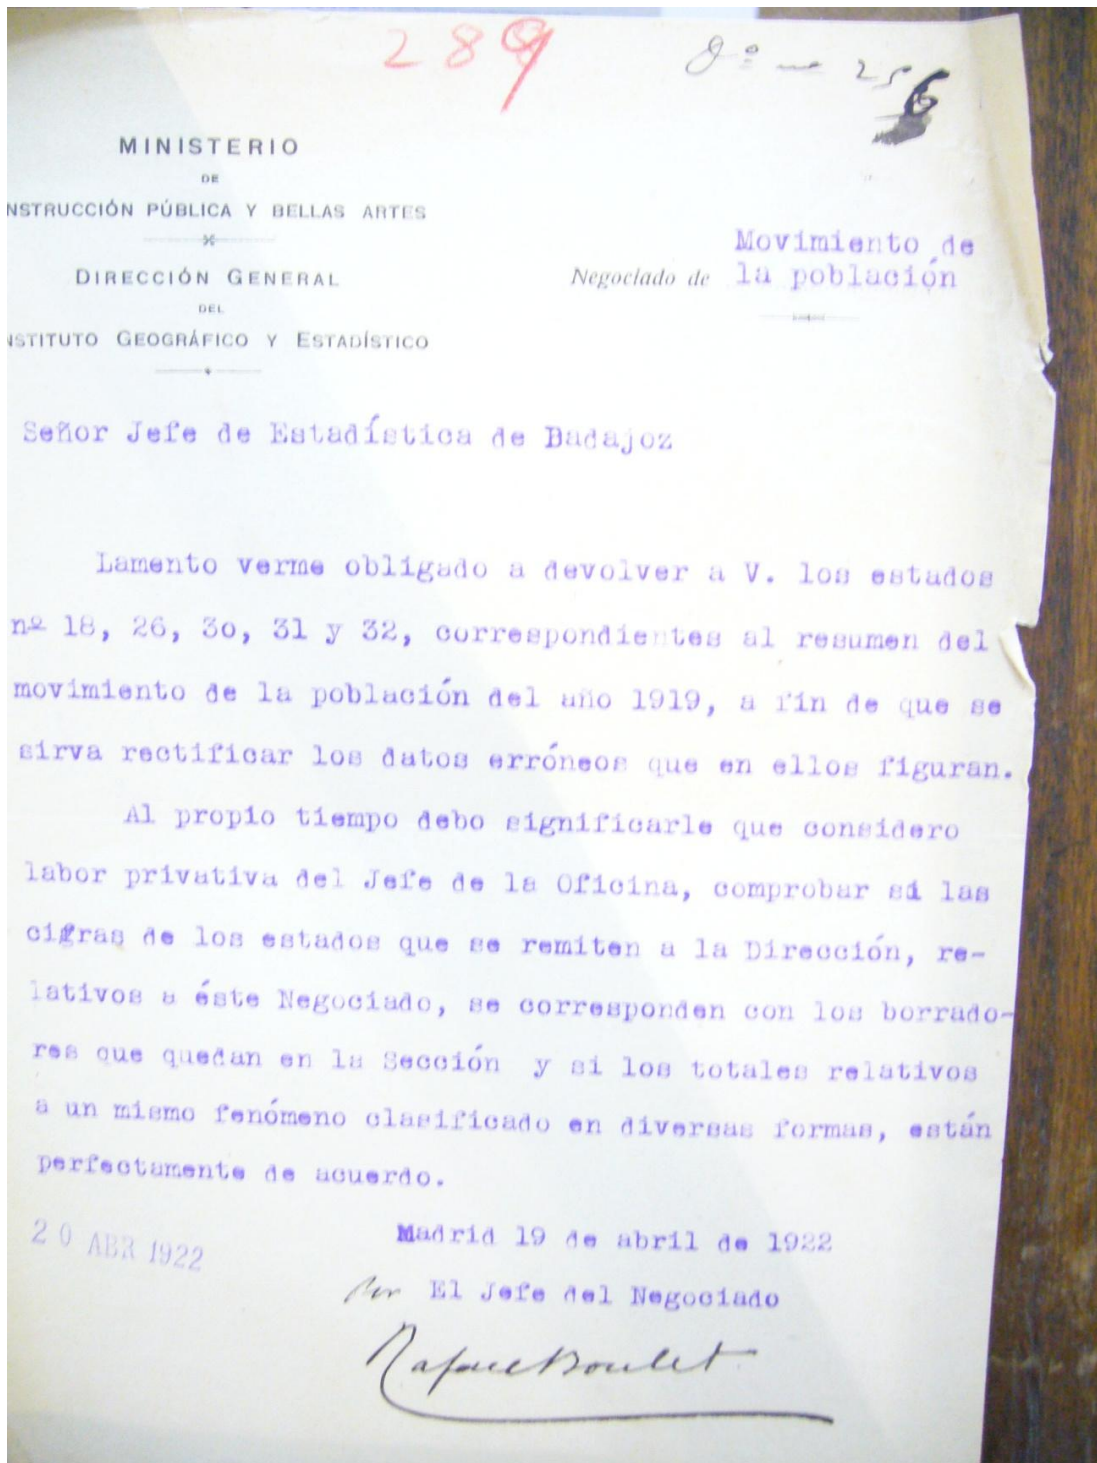 289
256
MINISTERIO
DE
NSTRUCCIÓN PÚBLICA Y BELLAS ARTES
DIRECCIÓN GENERAL
DEL
NSTITUTO GEOGRÁFICO Y ESTADÍSTICO
Movimiento de
Negociado de la población
Señor Jefe de Estadística de Badajoz
Lamento verme obligado a devolver a V. los estados
nº 18, 26, 3o, 31 y 32, correspondientes al resumen del
movimiento de la población del año 1919, a fin de que se
sirva rectificar los datos erróneos que en ellos figuran.
Al propio tiempo debo significarle que considero
labor privativa del Jefe de la Oficina, comprobar si las
cifras de los estados que se remiten a la Dirección, re-
lativos a éste Negociado, se corresponden con los borrado-
res que quedan en la Sección y si los totales relativos
a un mismo fenómeno clasificado en diversas formas, están
perfectamente de acuerdo.
20 ABR 1922
Madrid 19 de abril de 1922
Por El Jefe del Negociado
Rafael Boulet